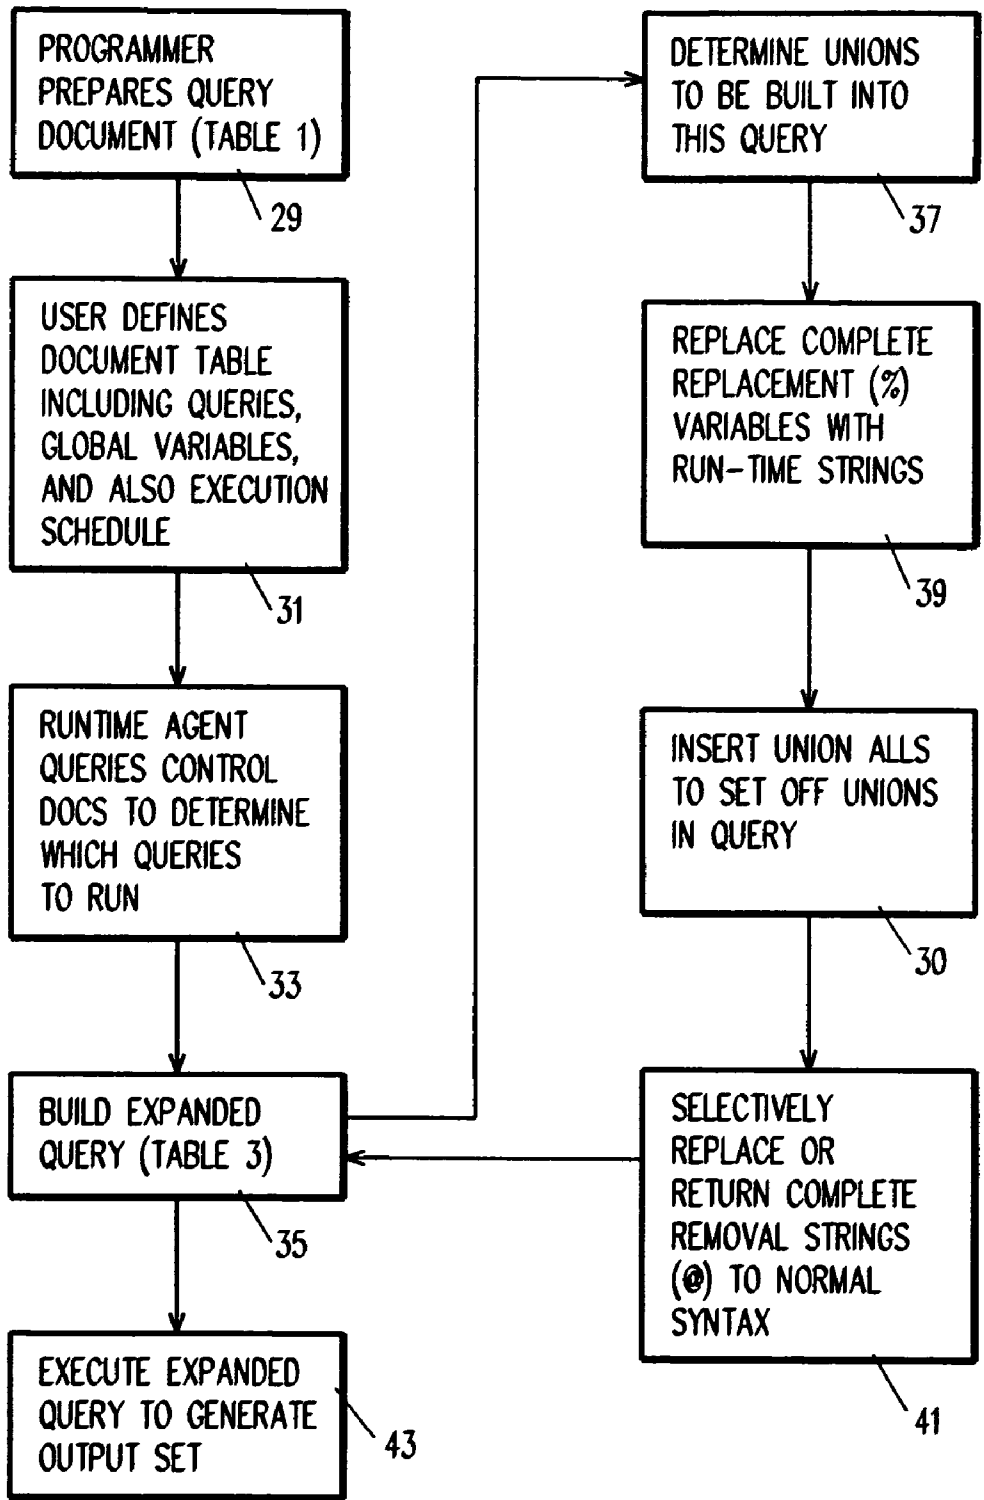 PROGRAMMER
PREPARES QUERY
DOCUMENT (TABLE 1)
29
USER DEFINES
DOCUMENT TABLE
INCLUDING QUERIES,
GLOBAL VARIABLES,
AND ALSO EXECUTION
SCHEDULE
31
RUNTIME AGENT
QUERIES CONTROL
DOCS TO DETERMINE
WHICH QUERIES
TO RUN
33
BUILD EXPANDED
QUERY (TABLE 3)
35
EXECUTE EXPANDED
QUERY TO GENERATE
OUTPUT SET
43
DETERMINE UNIONS
TO BE BUILT INTO
THIS QUERY
37
REPLACE COMPLETE
REPLACEMENT (%)
VARIABLES WITH
RUN-TIME STRINGS
39
INSERT UNION ALLS
TO SET OFF UNIONS
IN QUERY
30
SELECTIVELY
REPLACE OR
RETURN COMPLETE
REMOVAL STRINGS
(@) TO NORMAL
SYNTAX
41